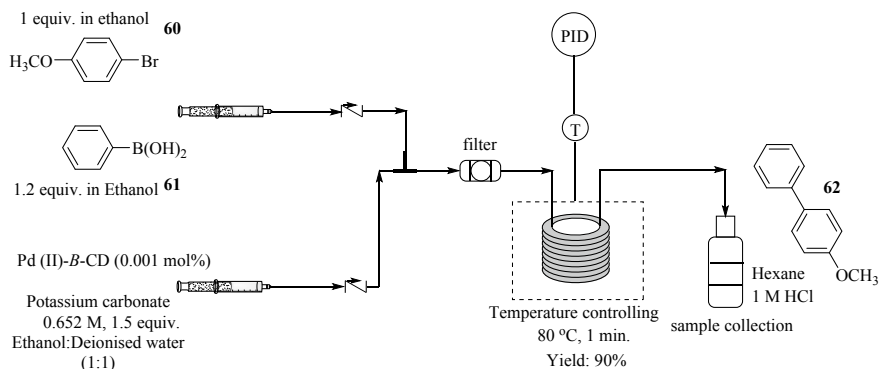 1 equiv. in ethanol
60
H₃CO
Br
B(OH)₂
1.2 equiv. in Ethanol 61
Pd (II)-B-CD (0.001 mol%)
Potassium carbonate
0.652 M, 1.5 equiv.
Ethanol:Deionised water
(1:1)
filter
PID
T
Temperature controlling
80 ºC, 1 min.
Yield: 90%
62
OCH₃
Hexane
1 M HCl
sample collection